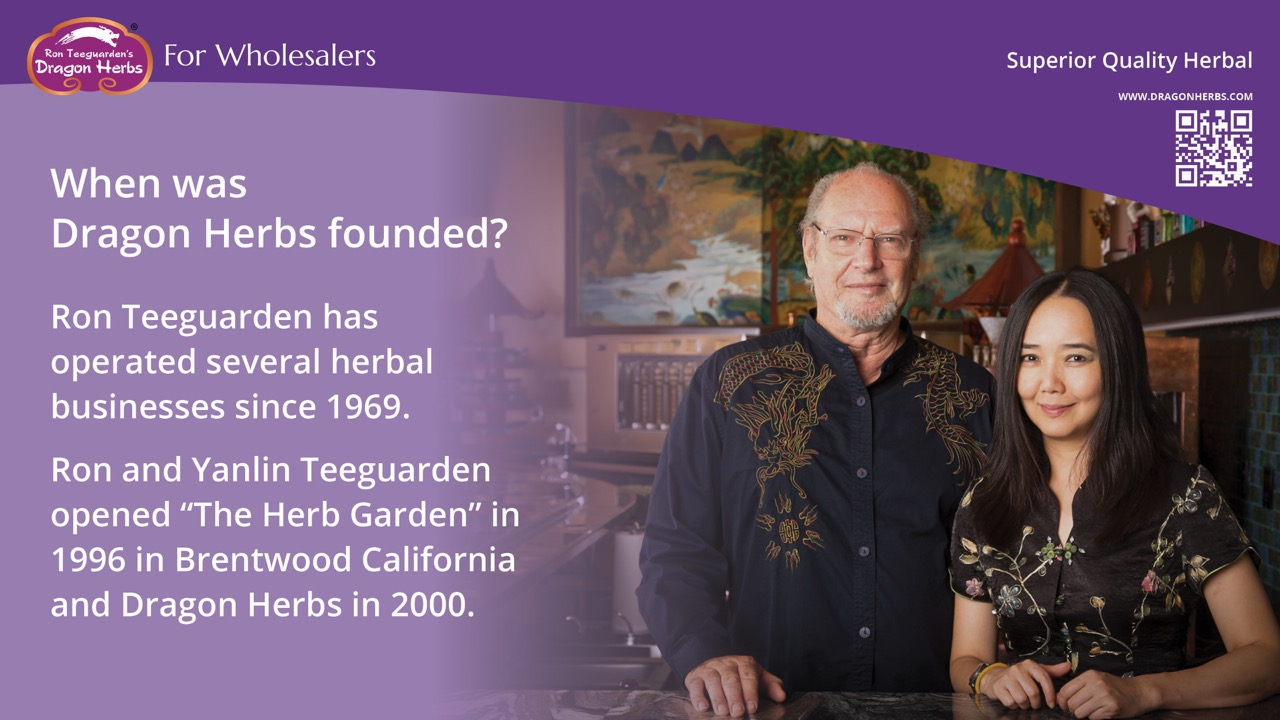 Ron Teeguarden's
Dragon Herbs
®
For Wholesalers
Superior Quality Herbal
WWW.DRAGONHERBS.COM
When was
Dragon Herbs founded?
Ron Teeguarden has
operated several herbal
businesses since 1969.
Ron and Yanlin Teeguarden
opened “The Herb Garden” in
1996 in Brentwood California
and Dragon Herbs in 2000.